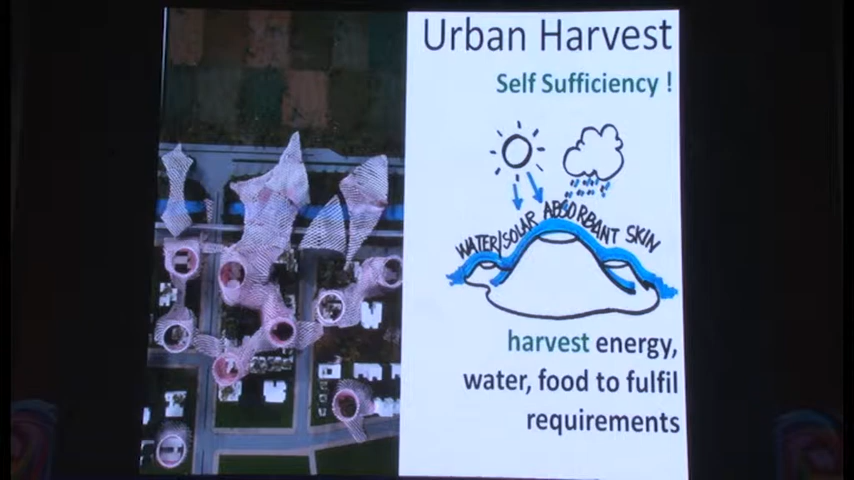 Urban Harvest
Self Sufficiency !
WATER/SOLAR ABSORBANT SKIN
harvest energy,
water, food to fulfil
requirements